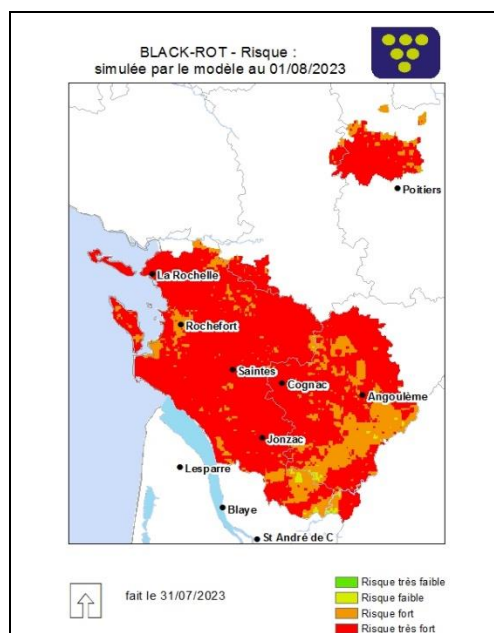 BLACK-ROT - Risque :
simulée par le modèle au 01/08/2023
Poitiers
La Rochelle
Rochefort
Saintes
Cognac
Angoulème
Jonzac
Lesparre
Blaye
St André de C
fait le 31/07/2023
Risque très faible
Risque faible
Risque fort
Risque très fort